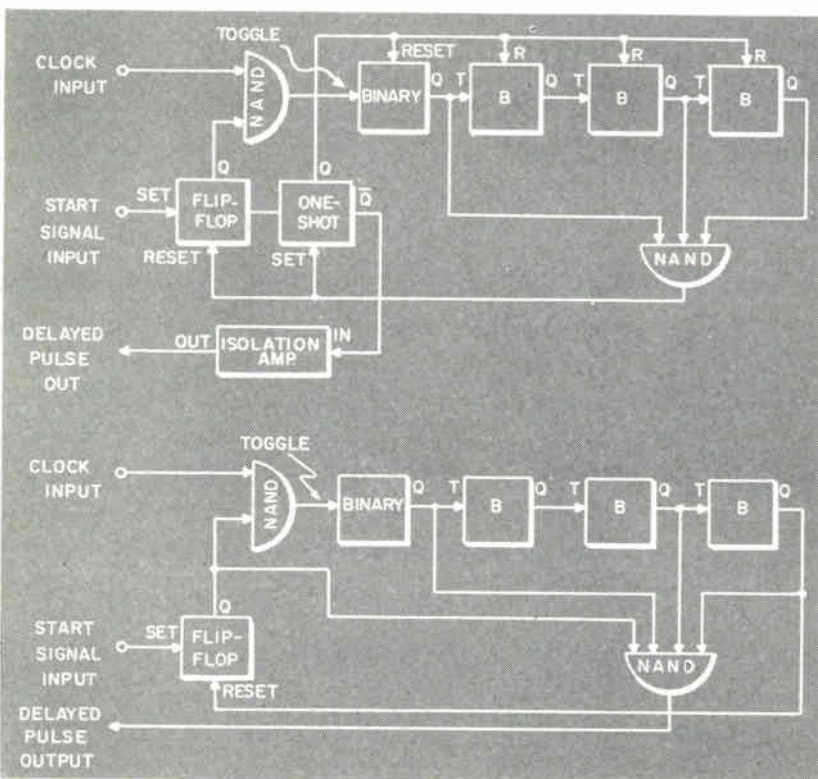 TOGGLE
RESET R R R
CLOCK
INPUT
NAND
BINARY Q T B Q T B Q T B Q
Q Q
START
SIGNAL
INPUT
SET FLIP-
FLOP
ONE-
SHOT Q̅
RESET SET
NAND
DELAYED
PULSE
OUT
OUT ISOLATION
AMP. IN
TOGGLE
CLOCK
INPUT
NAND
BINARY Q T B Q T B Q T B Q
Q
START
SIGNAL
INPUT
SET FLIP-
FLOP
RESET
NAND
DELAYED
PULSE
OUTPUT